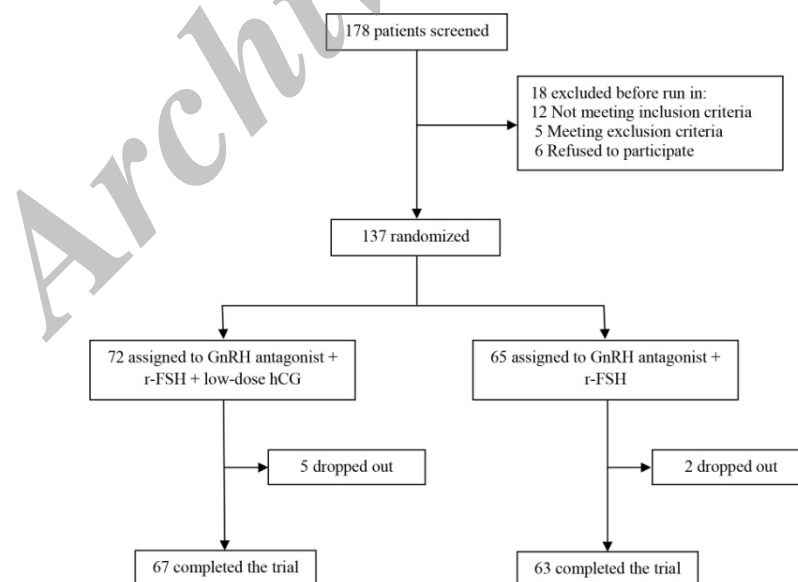 178 patients screened
18 excluded before run in:
12 Not meeting inclusion criteria
5 Meeting exclusion criteria
6 Refused to participate
137 randomized
72 assigned to GnRH antagonist +
r-FSH + low-dose hCG
65 assigned to GnRH antagonist +
r-FSH
5 dropped out
2 dropped out
67 completed the trial
63 completed the trial
Archiv